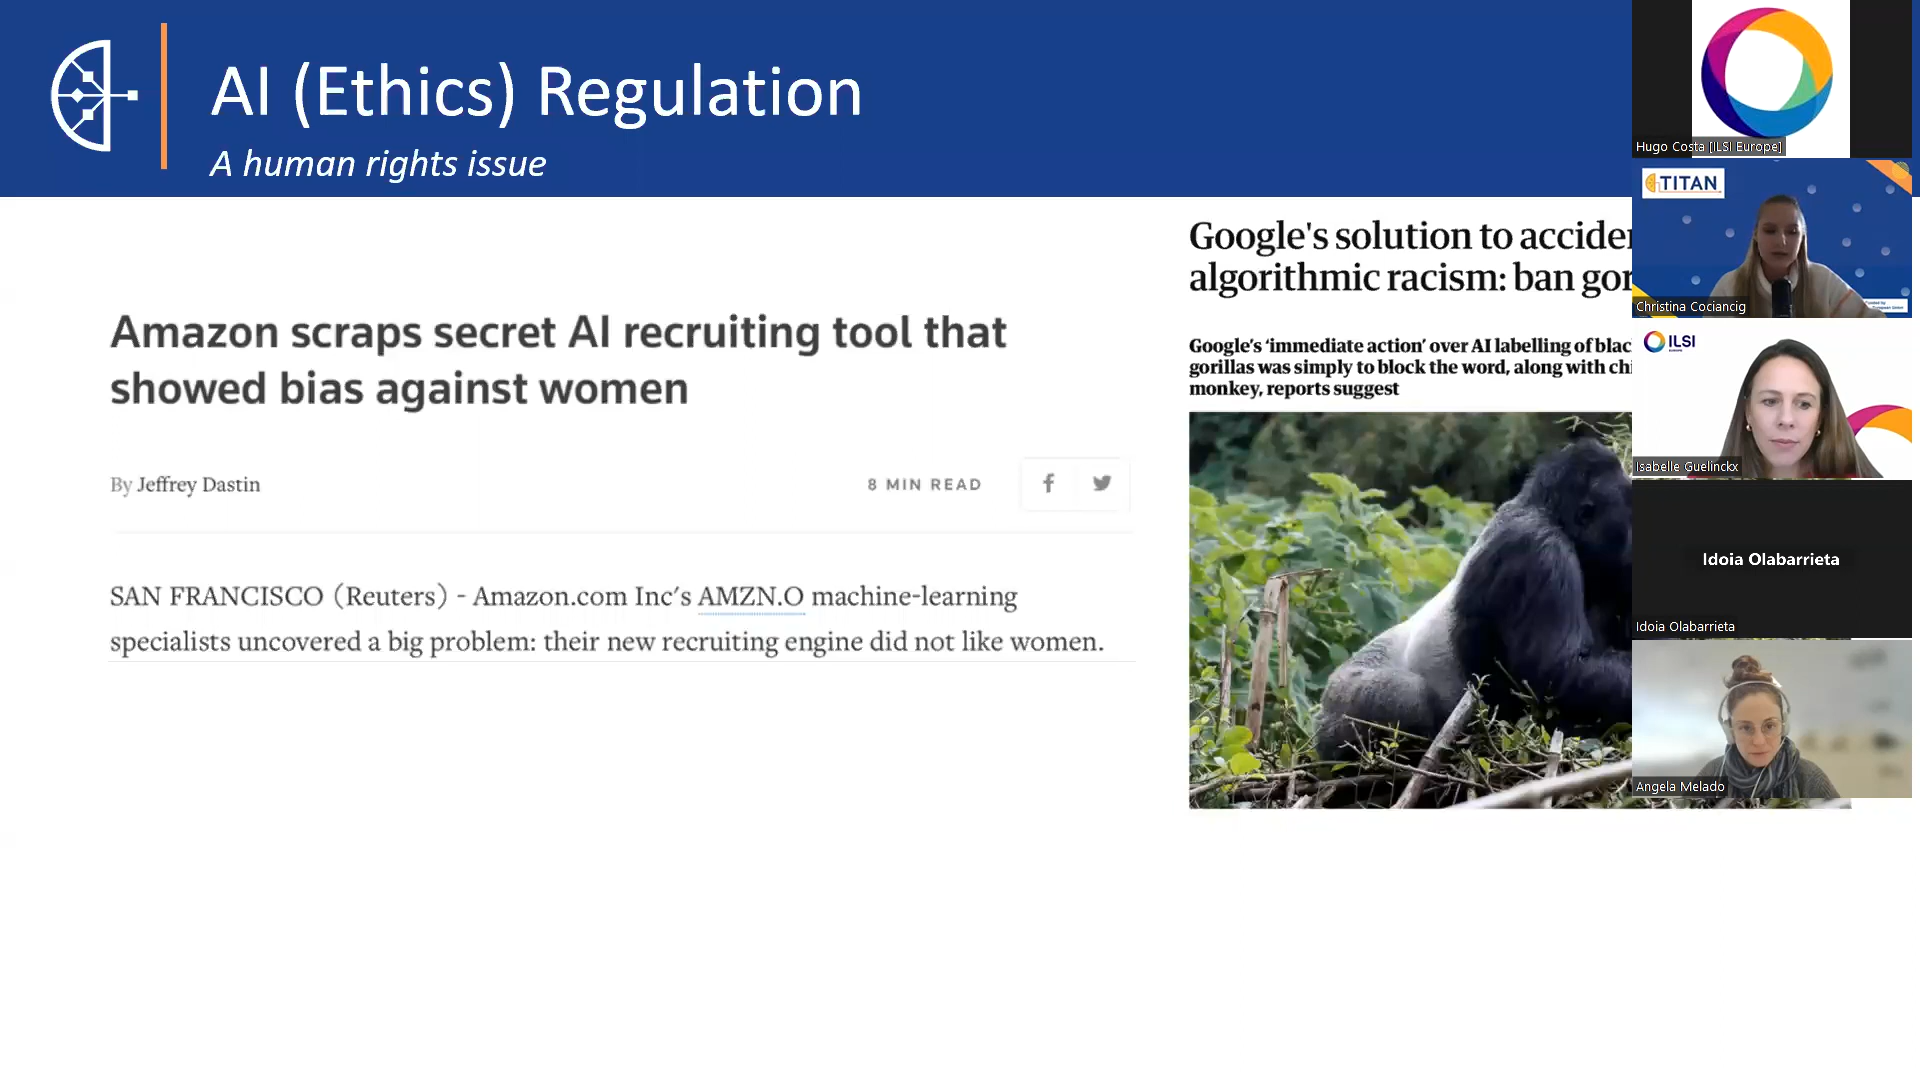 AI (Ethics) Regulation
A human rights issue
Amazon scraps secret AI recruiting tool that
showed bias against women
By Jeffrey Dastin
8 MIN READ
SAN FRANCISCO (Reuters) - Amazon.com Inc's AMZN.O machine-learning
specialists uncovered a big problem: their new recruiting engine did not like women.
Google's solution to
algorithmic racism: ban
Google's 'immediate action' over AI labelling of
gorillas was simply to block the word, along with
monkey, reports suggest
Hugo Costa [ILSI Europe]
TITAN
Christina Cociancig
ILSI
Isabelle Guelinckx
Idoia Olabarrieta
Idoia Olabarrieta
Angela Melado